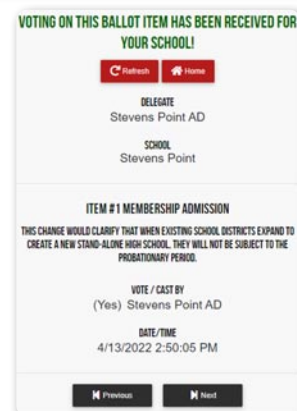 VOTING ON THIS BALLOT ITEM HAS BEEN RECEIVED FOR
YOUR SCHOOL!
Refresh
Home
DELEGATE
Stevens Point AD
SCHOOL
Stevens Point
ITEM #1 MEMBERSHIP ADMISSION
THIS CHANGE WOULD CLARIFY THAT WHEN EXISTING SCHOOL DISTRICTS EXPAND TO
CREATE A NEW STAND-ALONE HIGH SCHOOL, THEY WILL NOT BE SUBJECT TO THE
PROBATIONARY PERIOD.
VOTE / CAST BY
(Yes) Stevens Point AD
DATE/TIME
4/13/2022 2:50:05 PM
Previous
Next